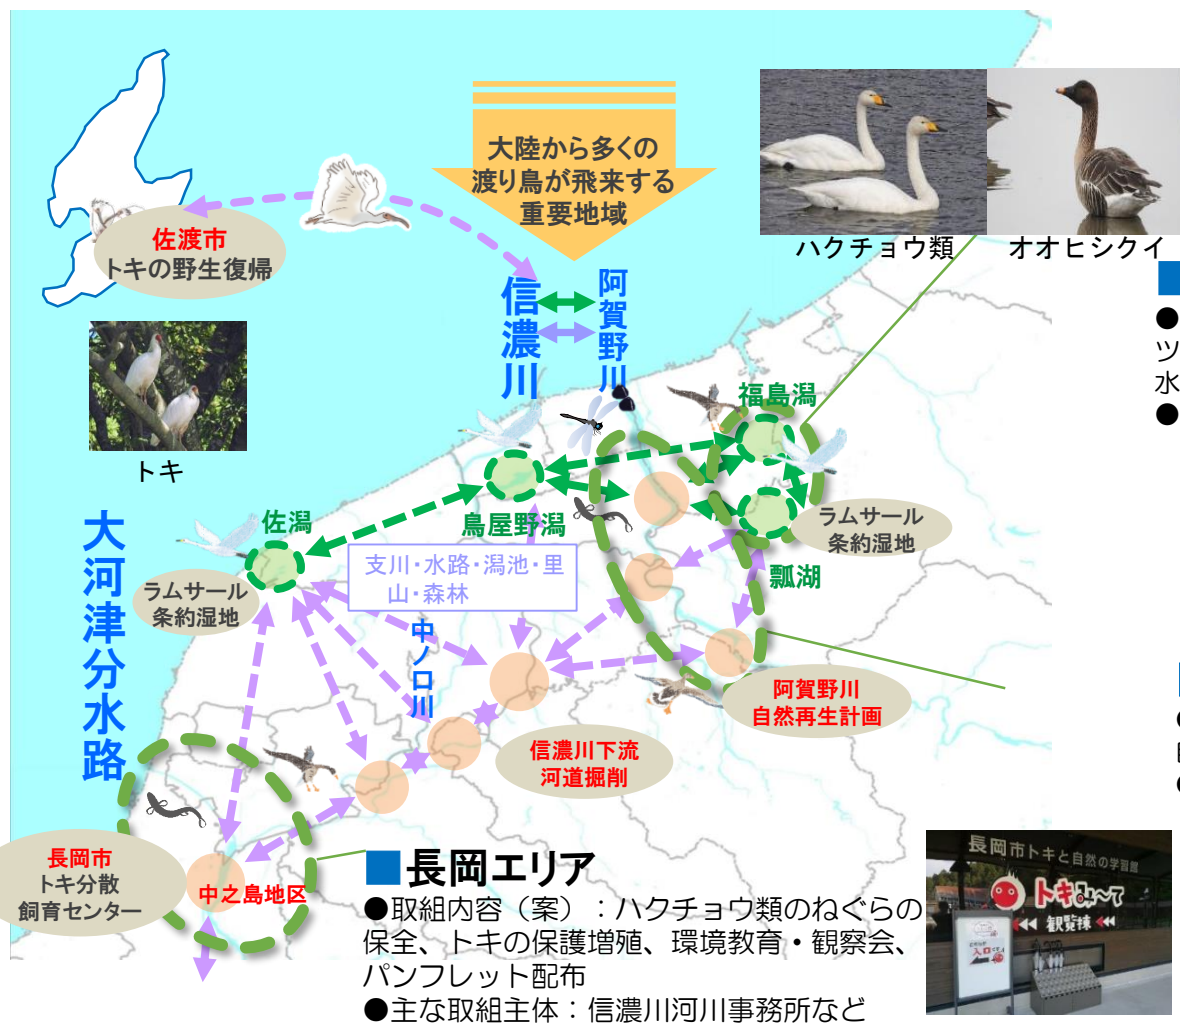 大陸から多くの
渡り鳥が飛来する
重要地域
ハクチョウ類
オオヒシクイ
佐渡市
トキの野生復帰
信濃川
阿賀野川
■
●
ツ
水
●
トキ
福島潟
鳥屋野潟
佐潟
ラムサール
条約湿地
瓢湖
ラムサール
条約湿地
支川・水路・潟池・里
山・森林
大河津分水路
中ノ口川
阿賀野川
自然再生計画
信濃川下流
河道掘削
長岡市
トキ分散
飼育センター
中之島地区
■長岡エリア
●取組内容（案）：ハクチョウ類のねぐらの
保全、トキの保護増殖、環境教育・観察会、
パンフレット配布
●主な取組主体：信濃川河川事務所など
長岡市トキと自然の学習館
トキみ～て
観覧棟
入口